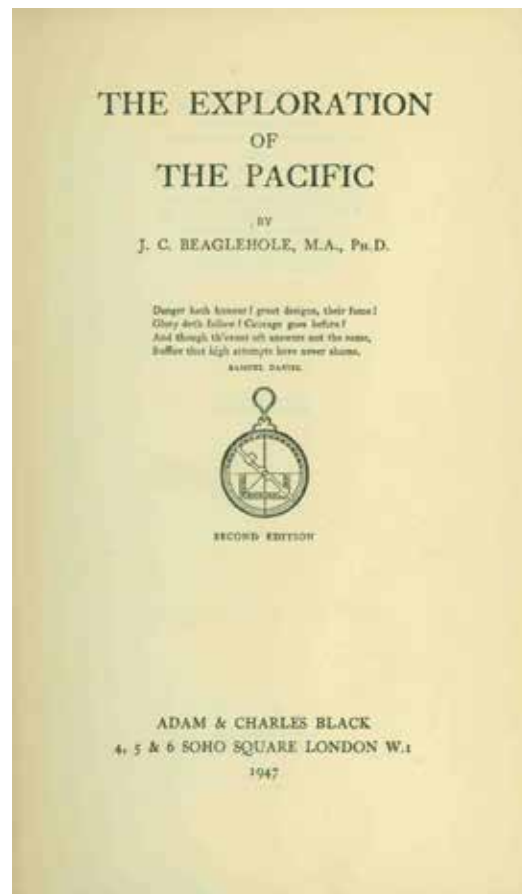 THE EXPLORATION
OF
THE PACIFIC
BY
J. C. BEAGLEHOLE, M.A., PH.D.
Danger hath honour! great designs, their fame!
Glory doth follow! Courage goes before!
And though th'event oft answers not the same,
Suffice that high attempts have never shame.
SAMUEL DANIEL
SECOND EDITION
ADAM & CHARLES BLACK
4, 5 & 6 SOHO SQUARE LONDON W.1
1947